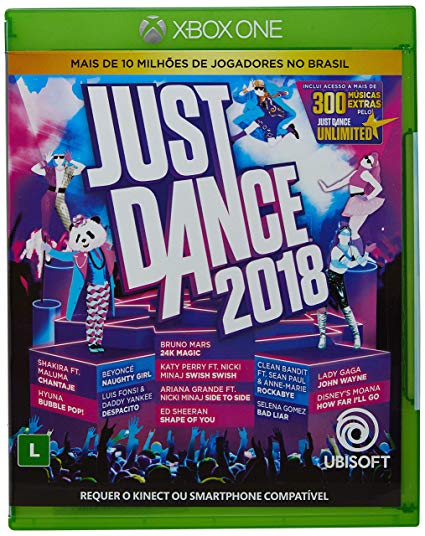 XBOX ONE
MAIS DE 10 MILHÕES DE JOGADORES NO BRASIL
INCLUI ACESSO A MAIS DE
300 MÚSICAS EXTRAS
PELO
JUST DANCE
UNLIMITED
JUST
DANCE
2018
BRUNO MARS
24K MAGIC
SHAKIRA FT.
MALUMA
CHANTAJE
HYUNA
BUBBLE POP!
BEYONCÉ
NAUGHTY GIRL
LUIS FONSI &
DADDY YANKEE
DESPACITO
KATY PERRY FT. NICKI
MINAJ SWISH SWISH
ARIANA GRANDE FT.
NICKI MINAJ SIDE TO SIDE
ED SHEERAN
SHAPE OF YOU
CLEAN BANDIT
FT. SEAN PAUL
& ANNE-MARIE
ROCKABYE
SELENA GOMEZ
BAD LIAR
LADY GAGA
JOHN WAYNE
DISNEY'S MOANA
HOW FAR I'LL GO
L
UBISOFT
REQUER O KINECT OU SMARTPHONE COMPATÍVEL